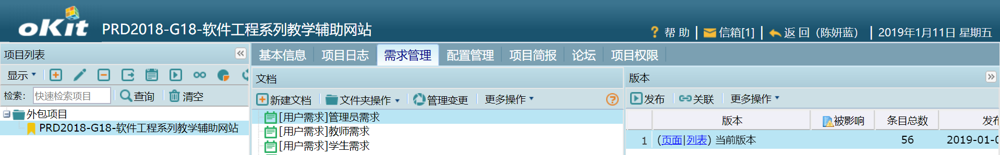 oKit PRD2018-G18-软件工程系列教学辅助网站
帮 助 | 信箱[1] | 返 回 （陈妍蓝） | 2019年1月11日 星期五
项目列表
显示
检索： 快速检索项目 查询 清空
外包项目
PRD2018-G18-软件工程系列教学辅助网站
基本信息 项目日志 需求管理 配置管理 项目简报 论坛 项目权限
文档
新建文档 文件夹操作 管理变更 更多操作
[用户需求]管理员需求
[用户需求]教师需求
[用户需求]学生需求
版本
发布 关联 更多操作
版本 被影响 条目总数 发布
1 (页面|列表) 当前版本 56 2019-01-0